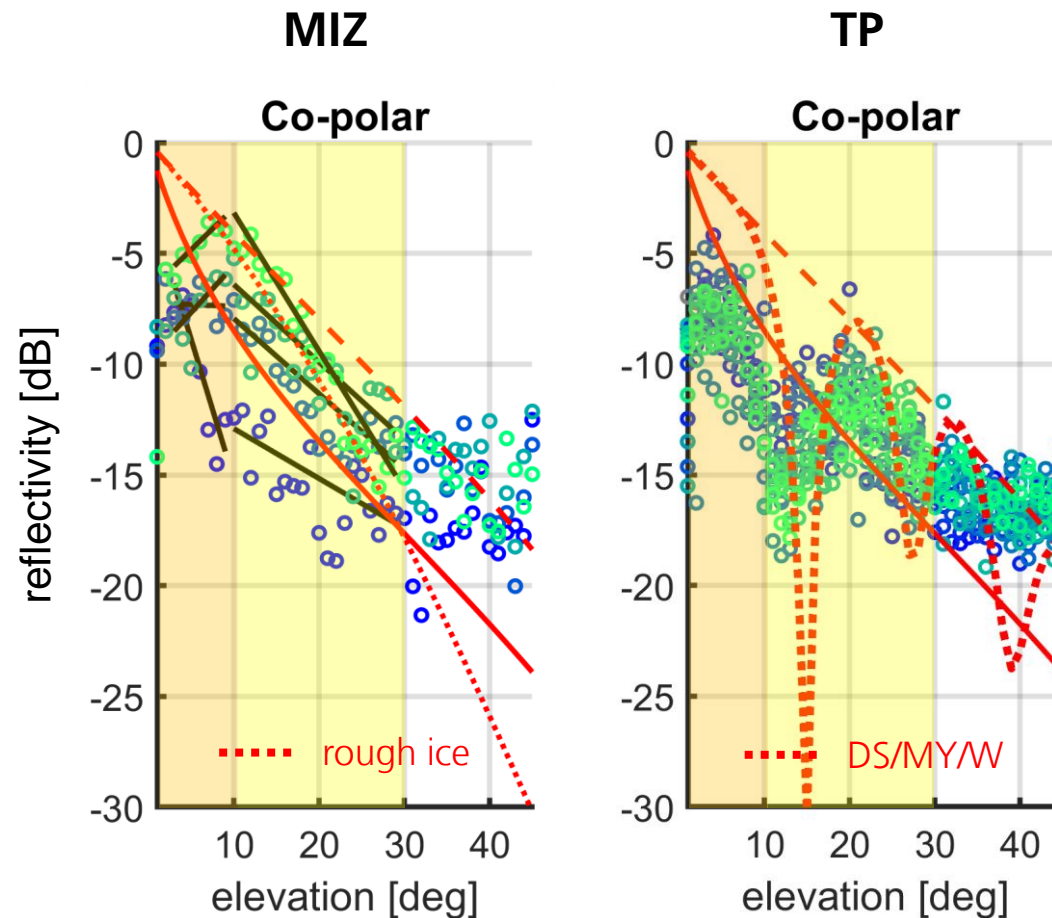 MIZ
TP
Co-polar
Co-polar
0
-5
-10
-15
-20
-25
-30
reflectivity [dB]
rough ice
10 20 30 40
elevation [deg]
0
-5
-10
-15
-20
-25
-30
DS/MY/W
10 20 30 40
elevation [deg]